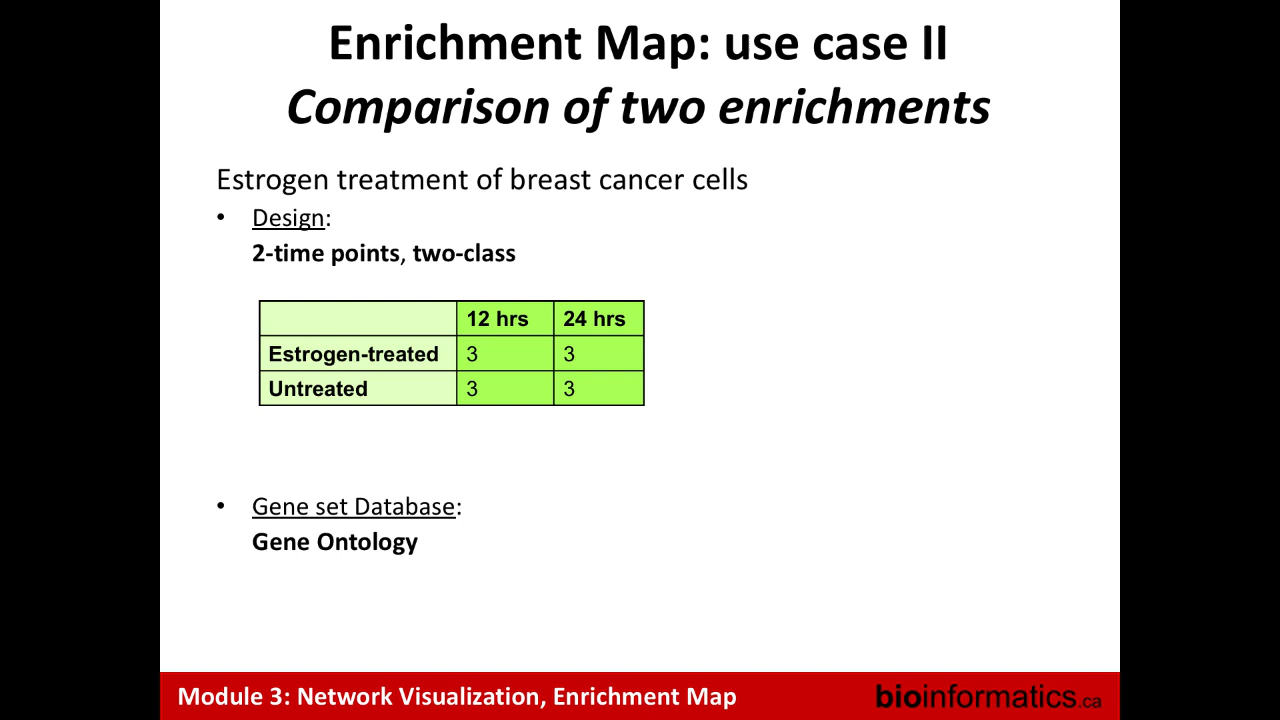 Enrichment Map: use case II
Comparison of two enrichments
Estrogen treatment of breast cancer cells
• Design:
2-time points, two-class
12 hrs 24 hrs
Estrogen-treated 3 3
Untreated 3 3
• Gene set Database:
Gene Ontology
Module 3: Network Visualization, Enrichment Map
bioinformatics.ca